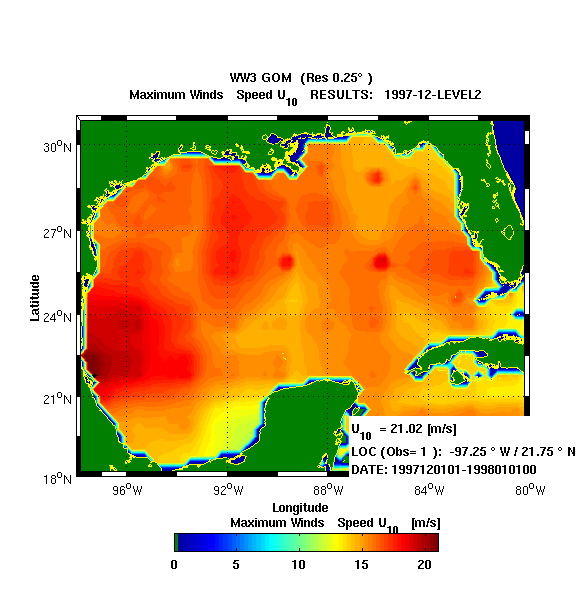 WW3 GOM (Res 0.25° )
Maximum Winds Speed U10 RESULTS: 1997-12-LEVEL2
30°N
27°N
24°N
21°N
18°N
Latitude
96°W 92°W 88°W 84°W 80°W
Longitude
U10 = 21.02 [m/s]
LOC (Obs= 1 ): -97.25 ° W / 21.75 ° N
DATE: 1997120101-1998010100
Maximum Winds Speed U10 [m/s]
0 5 10 15 20